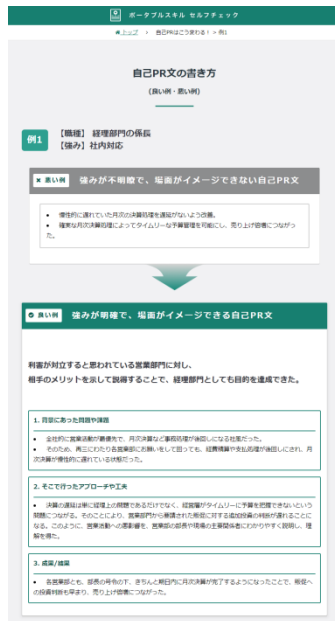 ポータブルスキル セルフチェック
トップ > 自己PRはこう変わる! > 例1
自己PR文の書き方
(良い例・悪い例)
例1
【職種】 経理部門の係長
【強み】 社内対応
× 悪い例 強みが不明瞭で、場面がイメージできない自己PR文
• 慢性的に遅れていた月次の決算処理を遅延がないよう改善。
• 確実な月次決算処理によってタイムリーな予算管理を可能にし、売り上げ倍増につながっ
た。
良い例 強みが明確で、場面がイメージできる自己PR文
利害が対立すると思われている営業部門に対し、
相手のメリットを示して説得することで、経理部門としても目的を達成できた。
1. 背景にあった問題や課題
• 全社的に営業活動が最優先で、月次決算など事務処理が後回しになる社風だった。
• そのため、再三にわたり各営業部にお願いをして回っても、経費精算や支払処理が後回しにされ、月
次決算が慢性的に遅れている状態だった。
2. そこで行ったアプローチや工夫
• 決算の遅延は単に経理上の問題であるだけでなく、経営層がタイムリーに予算を把握できないという
問題につながる。そのことにより、営業部門から要請された販促に対する追加投資の判断が遅れることに
なる。このように、営業活動への悪影響を、営業部の部長や現場の主要関係者にわかりやすく説明し、理
解を得た。
3. 成果/結果
• 各営業部とも、部長の号令の下、きちんと期日内に月次決算が完了するようになったことで、販促へ
の投資判断も早まり、売り上げ倍増につながった。